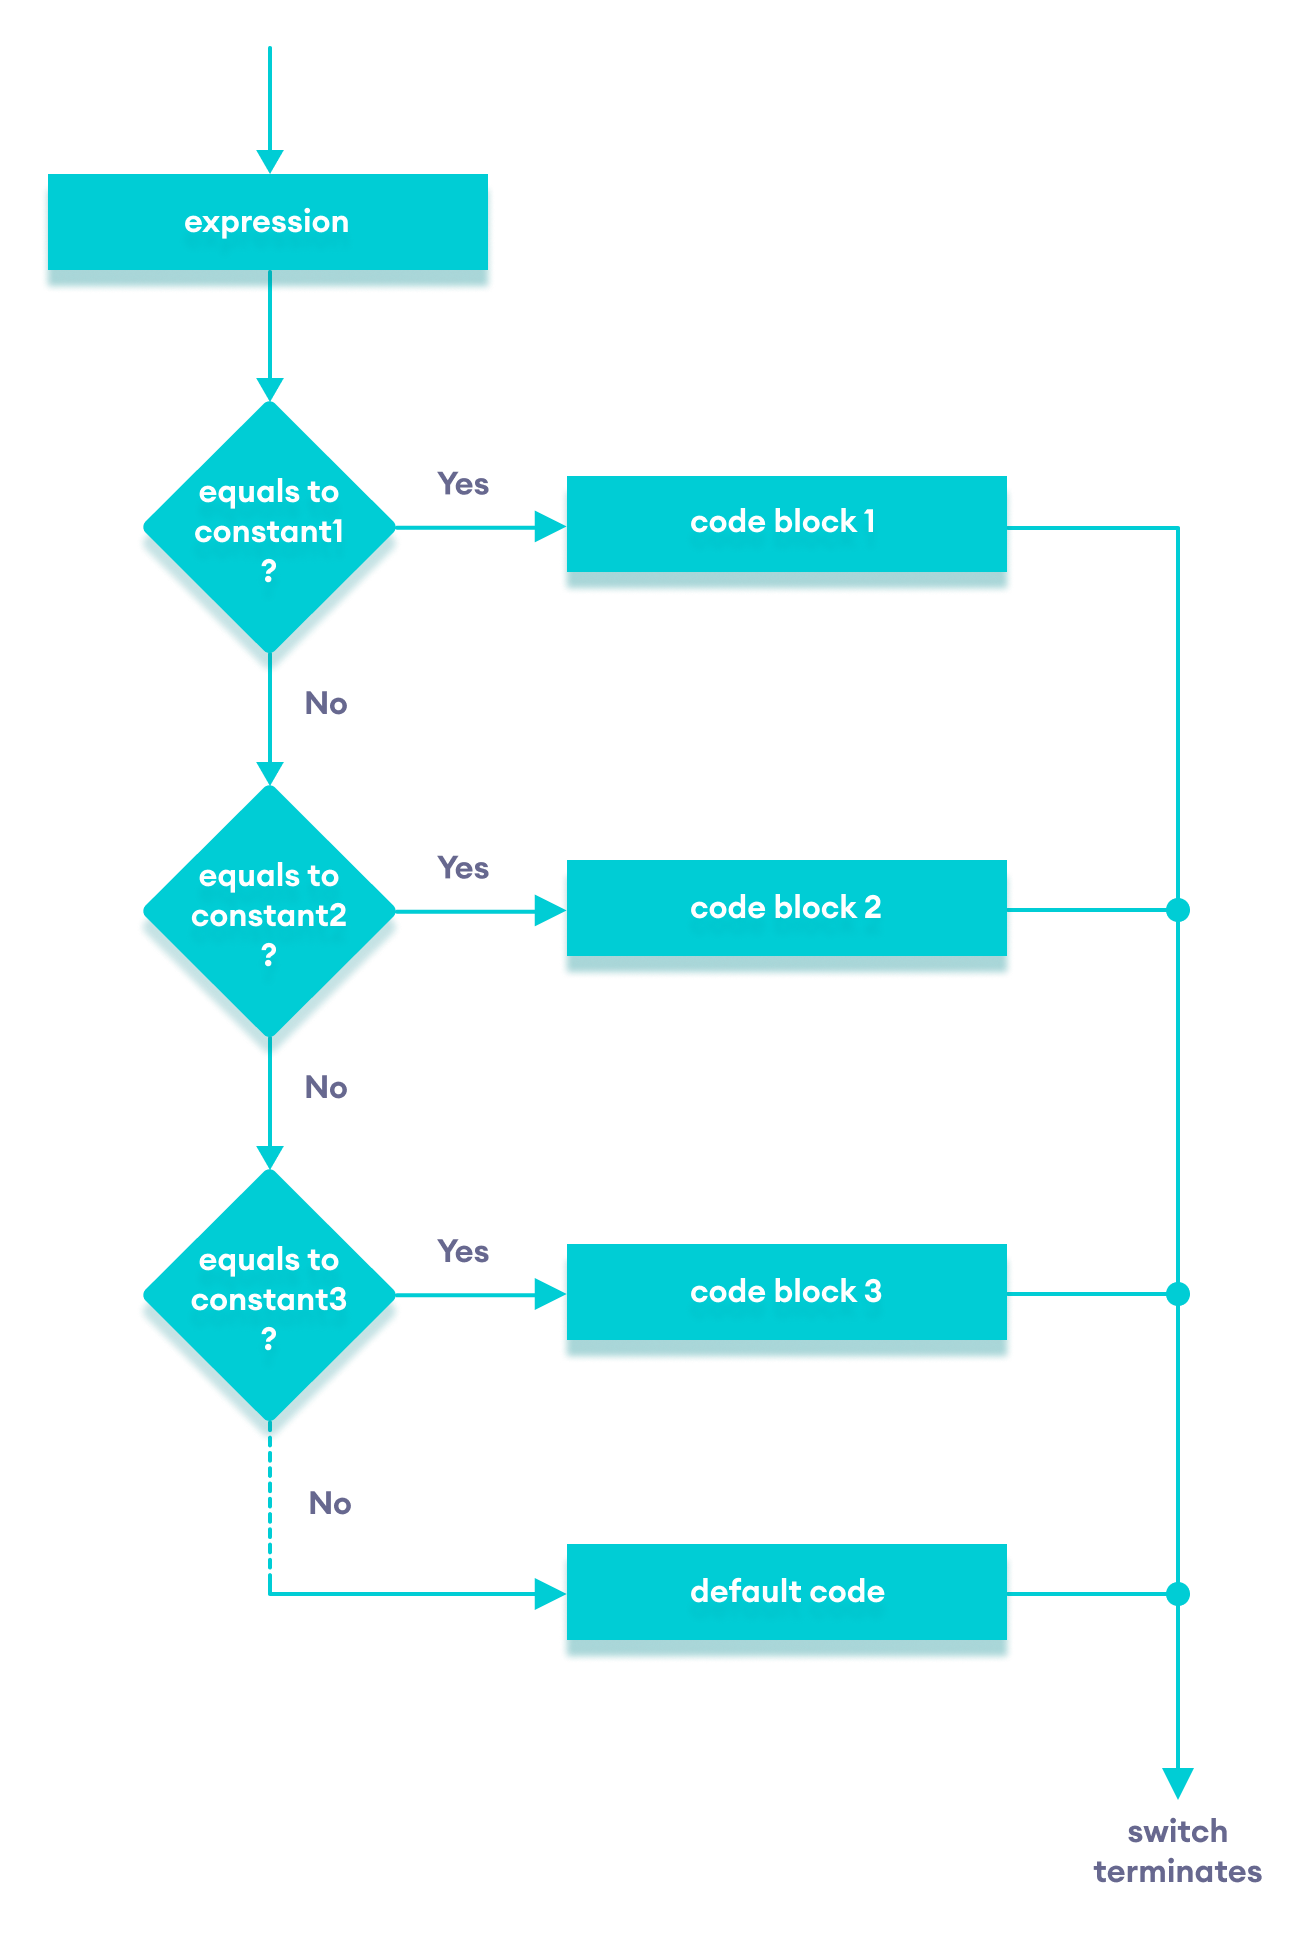 expression
equals to
constant1
?
Yes
code block 1
No
equals to
constant2
?
Yes
code block 2
No
equals to
constant3
?
Yes
code block 3
No
default code
switch
terminates